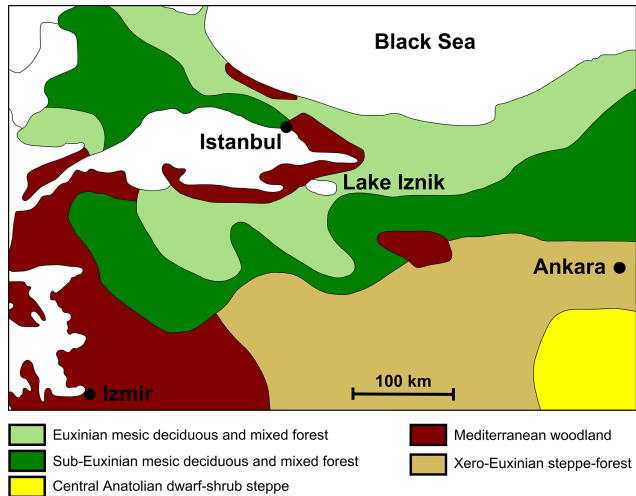 Black Sea
Istanbul
Lake Iznik
Ankara
100 km
Izmir
Euxinian mesic deciduous and mixed forest
Sub-Euxinian mesic deciduous and mixed forest
Central Anatolian dwarf-shrub steppe
Mediterranean woodland
Xero-Euxinian steppe-forest